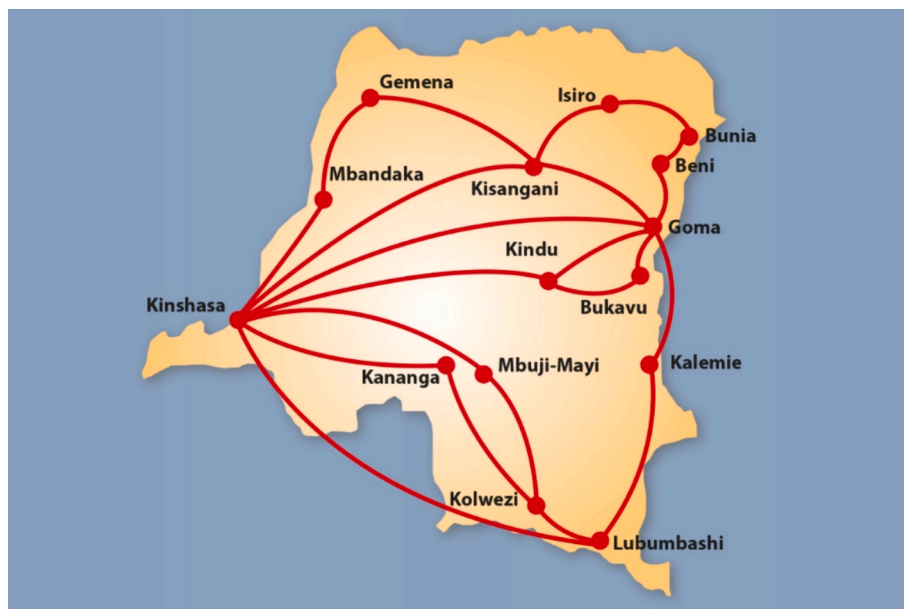 Gemena
Isiro
Bunia
Beni
Mbandaka
Kisangani
Goma
Kindu
Kinshasa
Bukavu
Kananga
Mbuji-Mayi
Kalemie
Kolwezi
Lubumbashi